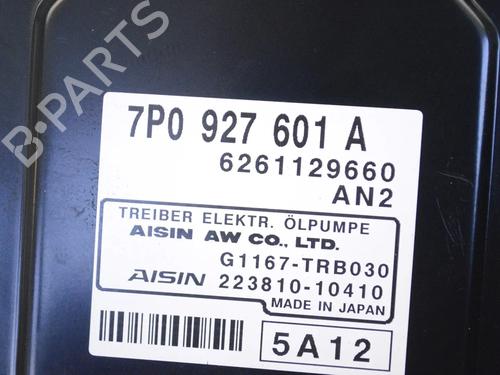 B-PARTS
7P0 927 601 A
6261129660
AN2
TREIBER ELEKTR. ÖLPUMPE
AISIN AW CO., LTD.
G1167-TRB030
AISIN 223810-10410
MADE IN JAPAN
5A12